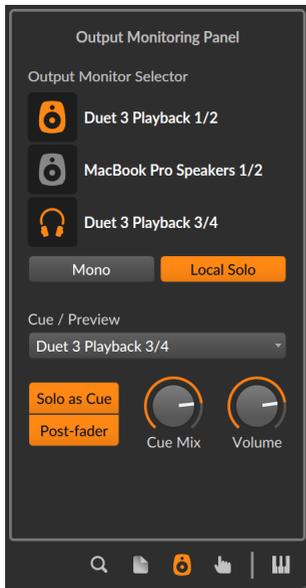 Output Monitoring Panel
Output Monitor Selector
Duet 3 Playback 1/2
MacBook Pro Speakers 1/2
Duet 3 Playback 3/4
Mono Local Solo
Cue / Preview
Duet 3 Playback 3/4
Solo as Cue
Post-fader
Cue Mix Volume